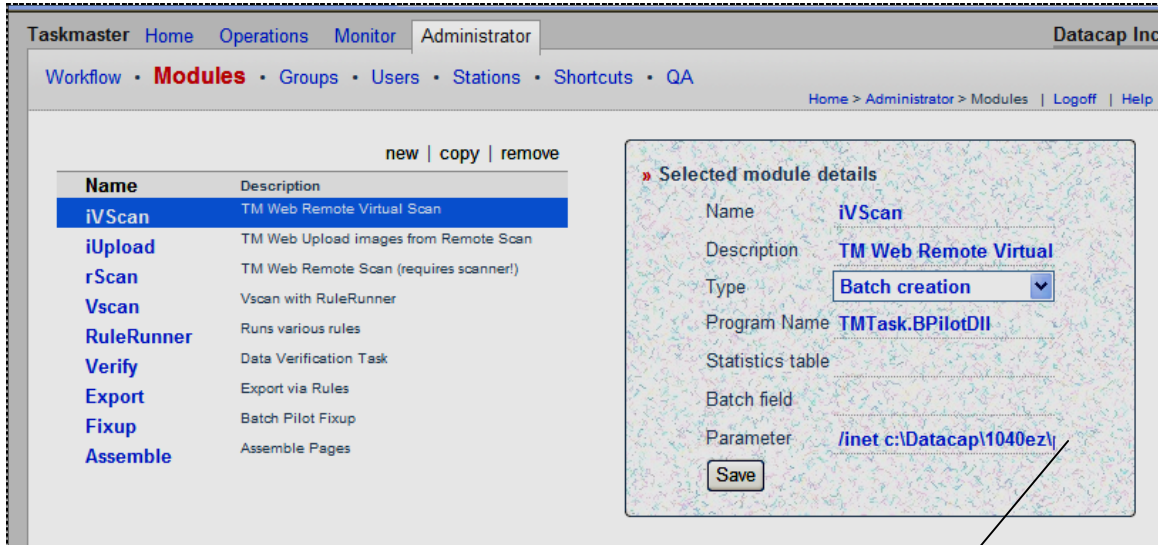 Taskmaster Home Operations Monitor Administrator Datacap Inc
Workflow • Modules • Groups • Users • Stations • Shortcuts • QA
Home > Administrator > Modules | Logoff | Help
new | copy | remove
Name Description
iVScan TM Web Remote Virtual Scan
iUpload TM Web Upload images from Remote Scan
rScan TM Web Remote Scan (requires scanner!)
Vscan Vscan with RuleRunner
RuleRunner Runs various rules
Verify Data Verification Task
Export Export via Rules
Fixup Batch Pilot Fixup
Assemble Assemble Pages
» Selected module details
Name iVScan
Description TM Web Remote Virtual
Type Batch creation
Program Name TMTask.BPilotDll
Statistics table
Batch field
Parameter /inet c:\Datacap\1040ez\
Save